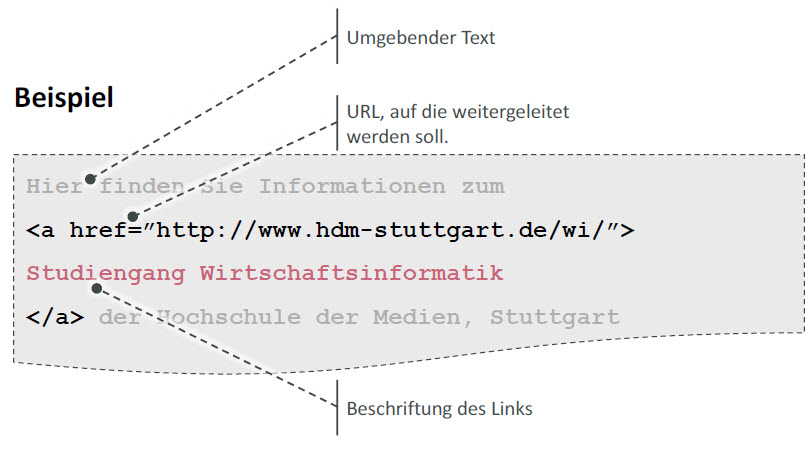 Umgebender Text
Beispiel
URL, auf die weitergeleitet
werden soll.
Hier finden Sie Informationen zum
<a href=”http://www.hdm-stuttgart.de/wi/”>
Studiengang Wirtschaftsinformatik
</a> der Hochschule der Medien, Stuttgart
Beschriftung des Links